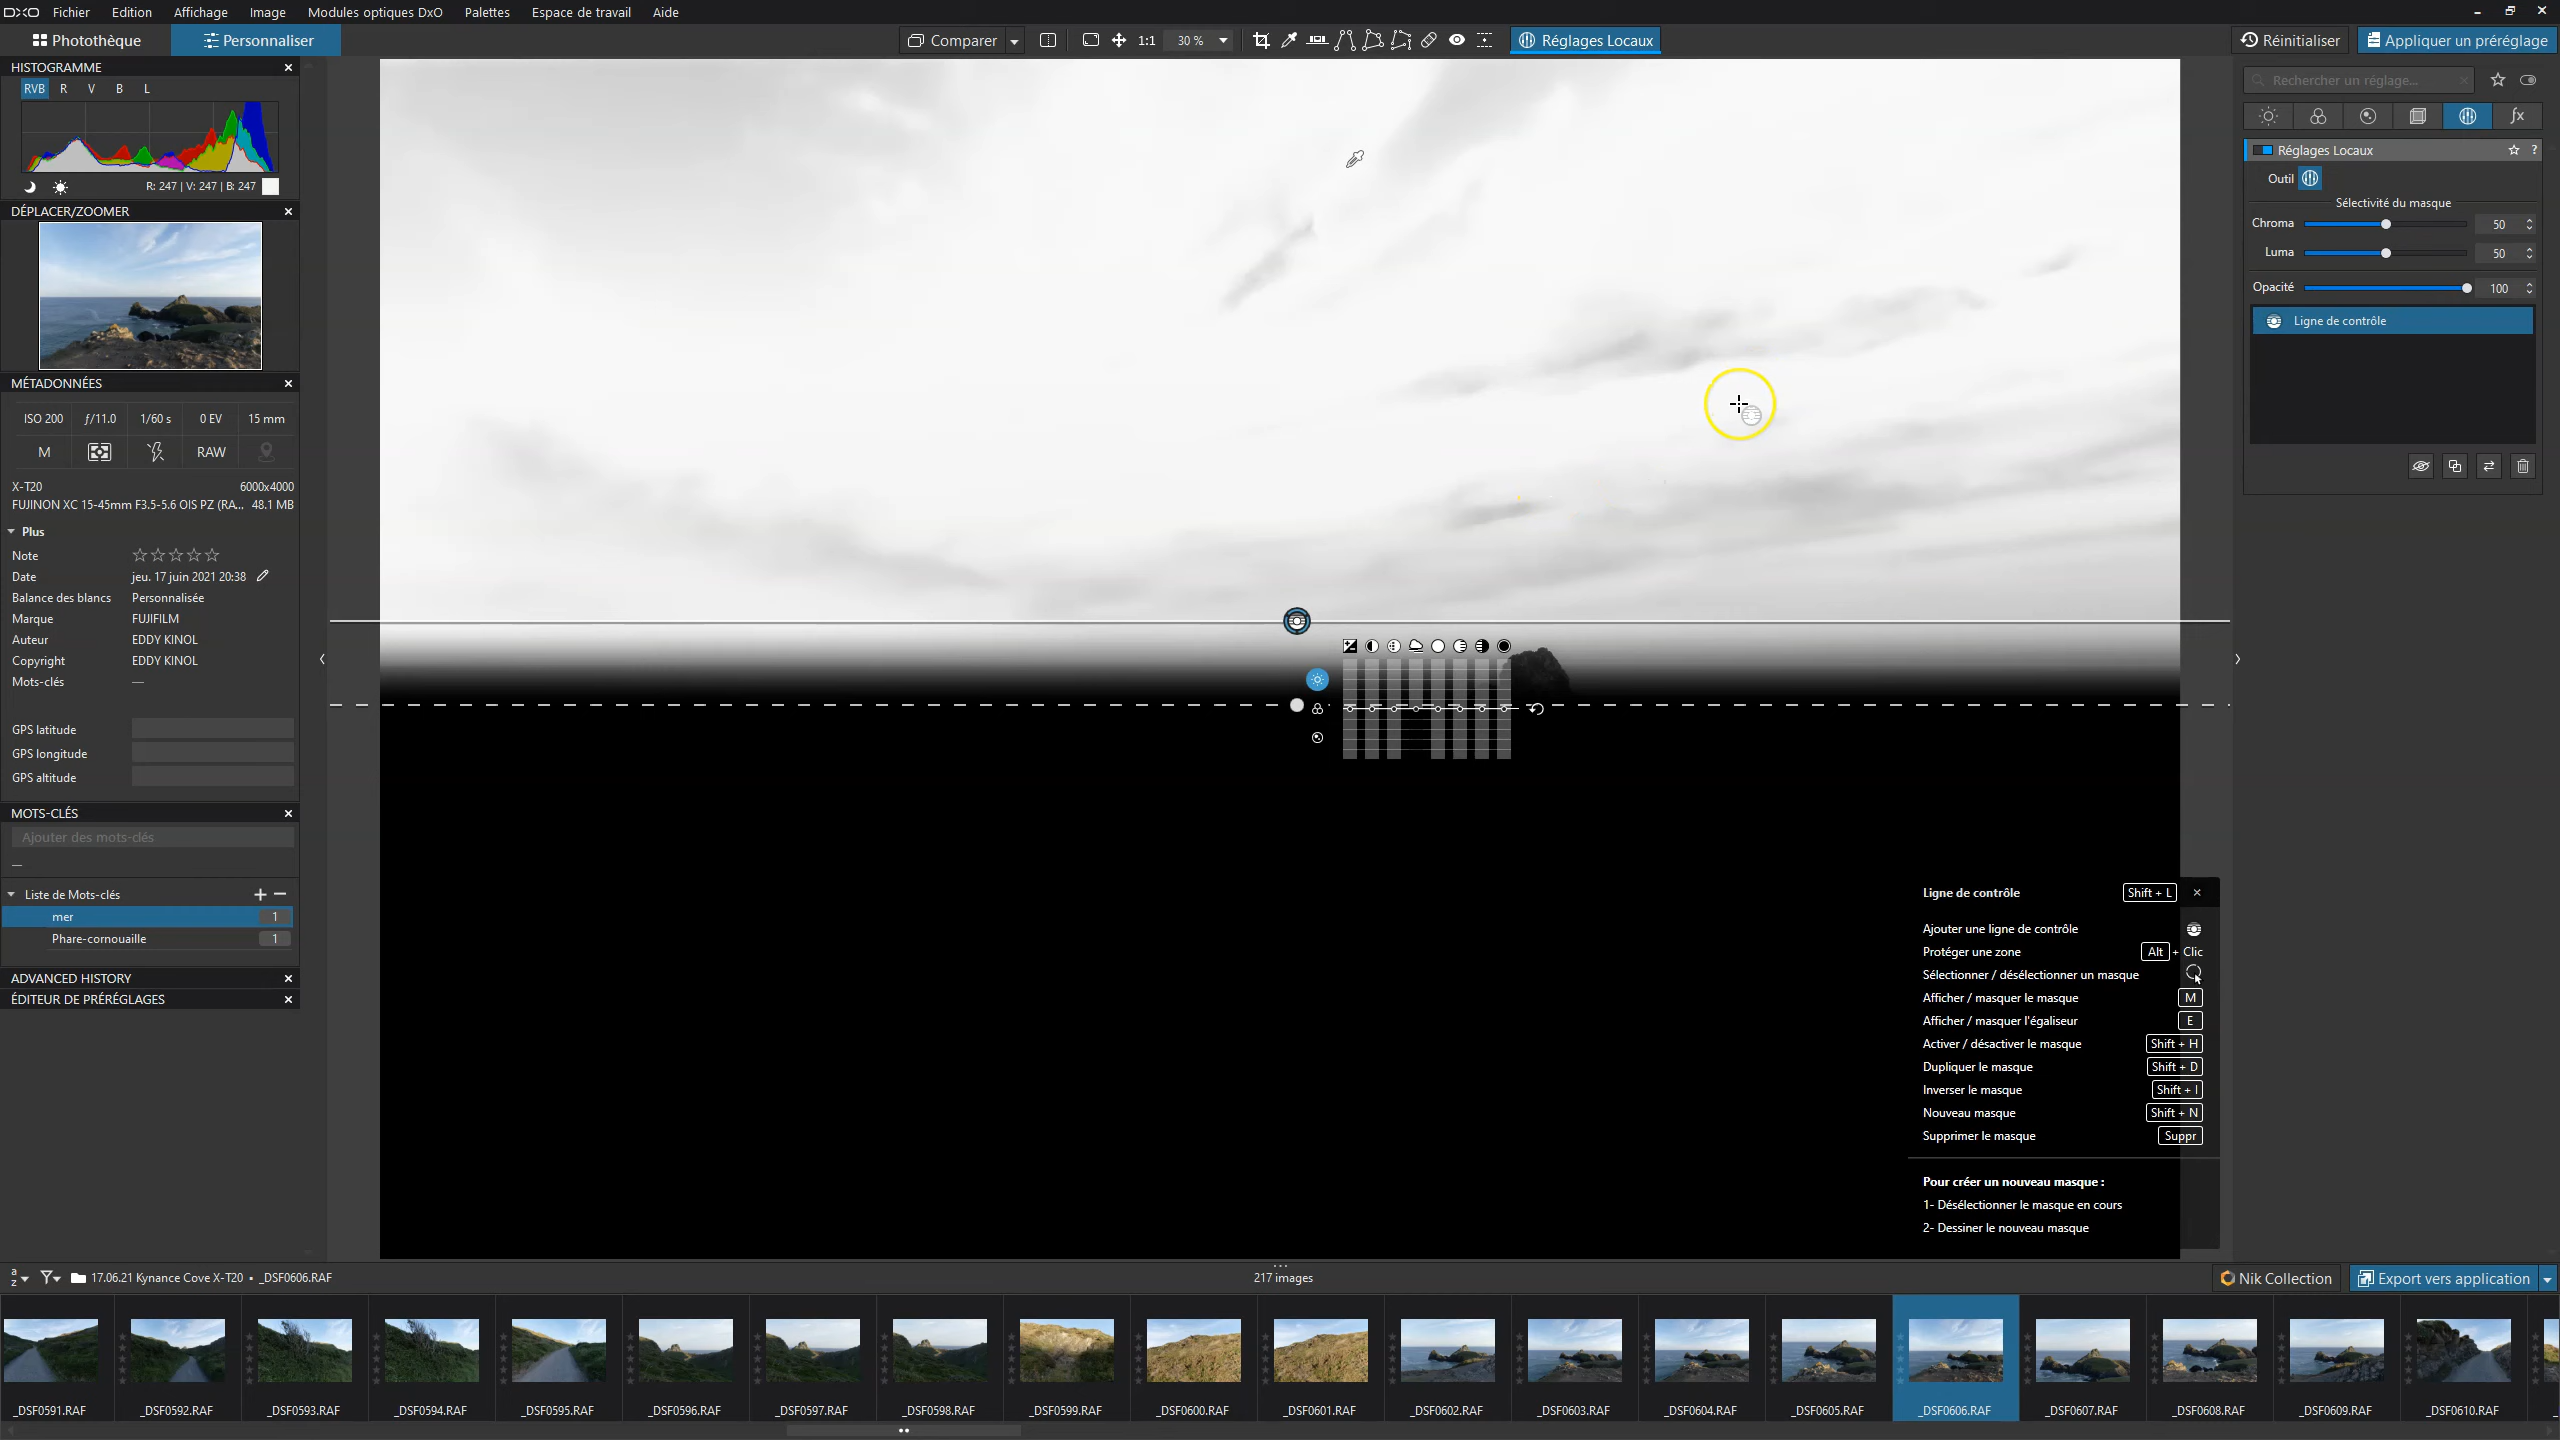 DXO Fichier Edition Affichage Image Modules optiques DxO Palettes Espace de travail Aide
Photothèque Personnaliser Comparer 1:1 30 % Réglages Locaux Réinitialiser Appliquer un préréglage
HISTOGRAMME
RVB R V B L
R: 247 | V: 247 | B: 247
DÉPLACER/ZOOMER
MÉTADONNÉES
ISO 200 ƒ/11.0 1/60 s 0 EV 15 mm
M RAW
X-T20 6000x4000
FUJINON XC 15-45mm F3.5-5.6 OIS PZ (RA... 48.1 MB
Plus
Note
Date jeu. 17 juin 2021 20:38
Balance des blancs Personnalisée
Marque FUJIFILM
Auteur EDDY KINOL
Copyright EDDY KINOL
Mots-clés —
GPS latitude
GPS longitude
GPS altitude
MOTS-CLÉS
Ajouter des mots-clés
—
Liste de Mots-clés
mer 1
Phare-cornouaille 1
ADVANCED HISTORY
ÉDITEUR DE PRÉRÉGLAGES
Rechercher un réglage...
fx
Réglages Locaux ?
Outil
Sélectivité du masque
Chroma 50
Luma 50
Opacité 100
Ligne de contrôle
Ligne de contrôle Shift + L
Ajouter une ligne de contrôle
Protéger une zone Alt + Clic
Sélectionner / désélectionner un masque
Afficher / masquer le masque M
Afficher / masquer l'égaliseur E
Activer / désactiver le masque Shift + H
Dupliquer le masque Shift + D
Inverser le masque Shift + I
Nouveau masque Shift + N
Supprimer le masque Suppr
Pour créer un nouveau masque :
1- Désélectionner le masque en cours
2- Dessiner le nouveau masque
a z 17.06.21 Kynance Cove X-T20 • _DSF0606.RAF 217 images Nik Collection Export vers application
_DSF0591.RAF _DSF0592.RAF _DSF0593.RAF _DSF0594.RAF _DSF0595.RAF _DSF0596.RAF _DSF0597.RAF _DSF0598.RAF _DSF0599.RAF _DSF0600.RAF _DSF0601.RAF _DSF0602.RAF _DSF0603.RAF _DSF0604.RAF _DSF0605.RAF _DSF0606.RAF _DSF0607.RAF _DSF0608.RAF _DSF0609.RAF _DSF0610.RAF